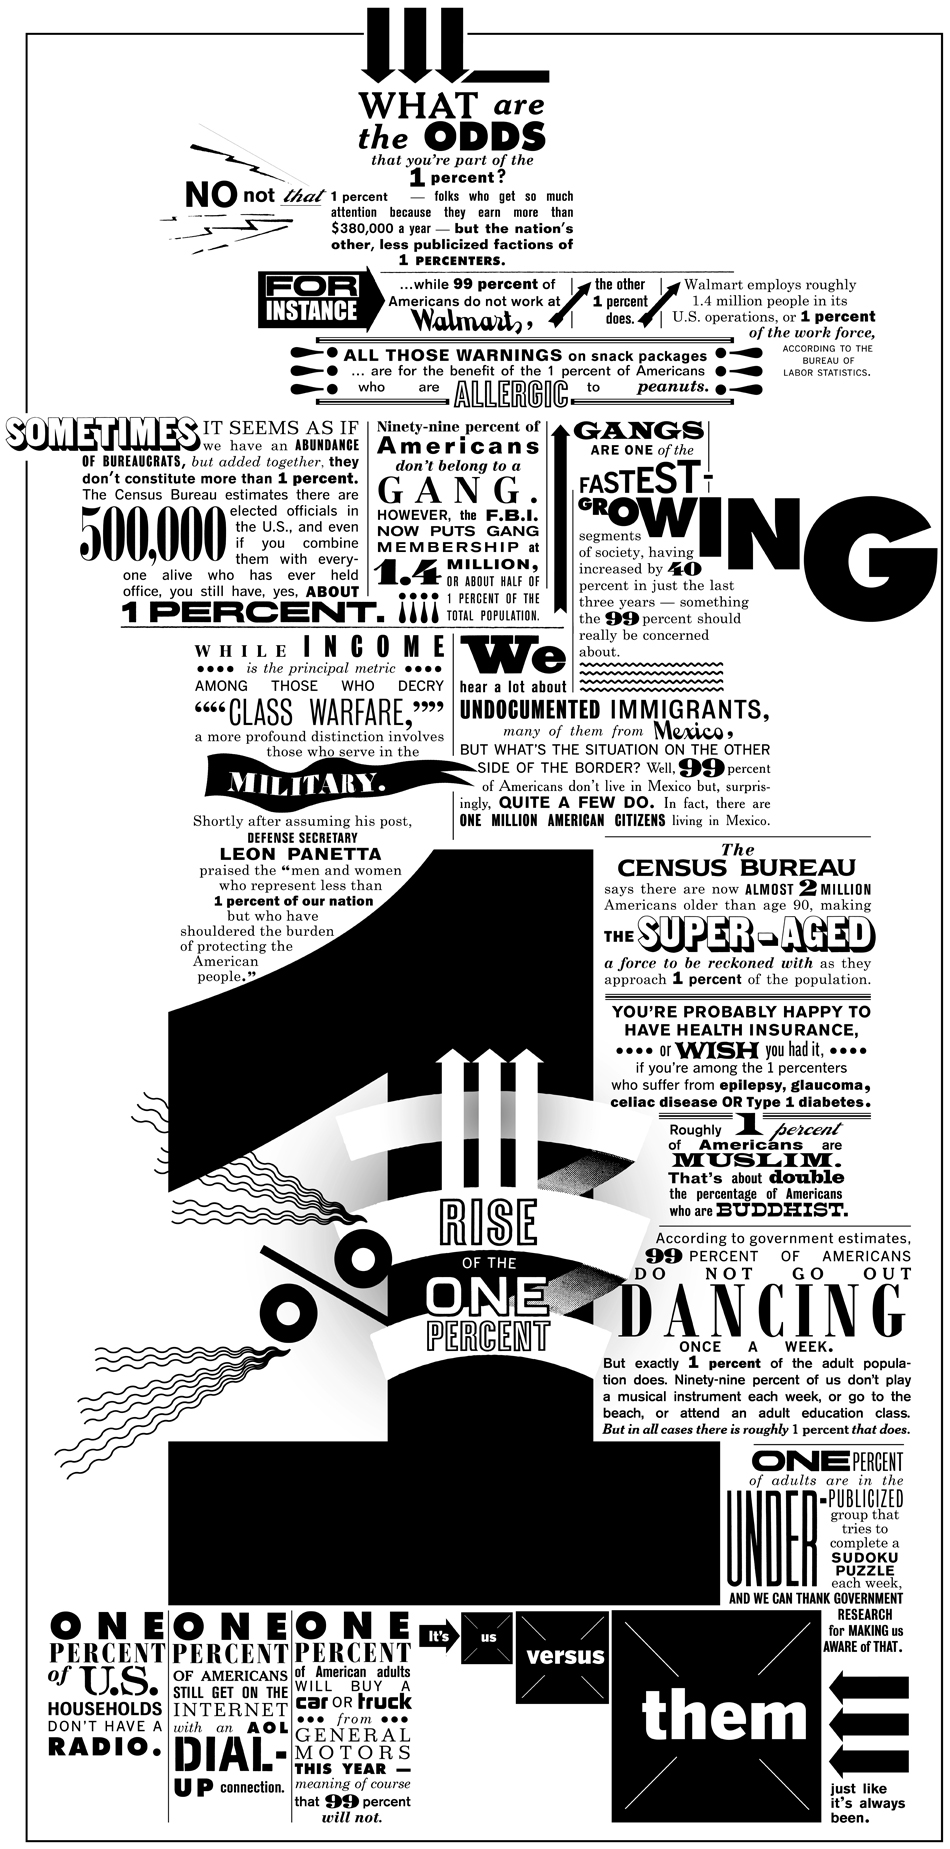 WHAT are
the ODDS
that you're part of the
1 percent?
NO not that 1 percent — folks who get so much
attention because they earn more than
$380,000 a year — but the nation's
other, less publicized factions of
1 PERCENTERS.
FOR
INSTANCE
...while 99 percent of
Americans do not work at
Walmart,
the other
1 percent
does.
Walmart employs roughly
1.4 million people in its
U.S. operations, or 1 percent
of the work force,
ACCORDING TO THE
BUREAU OF
LABOR STATISTICS.
ALL THOSE WARNINGS on snack packages
... are for the benefit of the 1 percent of Americans
who are ALLERGIC to peanuts.
SOMETIMES IT SEEMS AS IF
we have an ABUNDANCE
OF BUREAUCRATS, but added together, they
don't constitute more than 1 percent.
The Census Bureau estimates there are
500,000 elected officials in
the U.S., and even
if you combine
them with every-
one alive who has ever held
office, you still have, yes, ABOUT
1 PERCENT.
Ninety-nine percent of
Americans
don't belong to a
GANG.
HOWEVER, the F.B.I.
NOW PUTS GANG
MEMBERSHIP at
1.4 MILLION,
OR ABOUT HALF OF
1 PERCENT OF THE
TOTAL POPULATION.
GANGS
ARE ONE of the
FASTEST-
GROWING
segments
of society, having
increased by 40
percent in just the last
three years — something
the 99 percent should
really be concerned
about.
WHILE INCOME
is the principal metric
AMONG THOSE WHO DECRY
""CLASS WARFARE,""
a more profound distinction involves
those who serve in the
MILITARY.
Shortly after assuming his post,
DEFENSE SECRETARY
LEON PANETTA
praised the "men and women
who represent less than
1 percent of our nation
but who have
shouldered the burden
of protecting the
American
people."
We
hear a lot about
UNDOCUMENTED IMMIGRANTS,
many of them from Mexico,
BUT WHAT'S THE SITUATION ON THE OTHER
SIDE OF THE BORDER? Well, 99 percent
of Americans don't live in Mexico but, surpris-
ingly, QUITE A FEW DO. In fact, there are
ONE MILLION AMERICAN CITIZENS living in Mexico.
The
CENSUS BUREAU
says there are now ALMOST 2 MILLION
Americans older than age 90, making
THE SUPER-AGED
a force to be reckoned with as they
approach 1 percent of the population.
YOU'RE PROBABLY HAPPY TO
HAVE HEALTH INSURANCE,
or WISH you had it,
if you're among the 1 percenters
who suffer from epilepsy, glaucoma,
celiac disease OR Type 1 diabetes.
Roughly 1 percent
of Americans are
MUSLIM.
That's about double
the percentage of Americans
who are BUDDHIST.
1
%
RISE
OF THE
ONE
PERCENT
According to government estimates,
99 PERCENT OF AMERICANS
DO NOT GO OUT
DANCING
ONCE A WEEK.
But exactly 1 percent of the adult popula-
tion does. Ninety-nine percent of us don't play
a musical instrument each week, or go to the
beach, or attend an adult education class.
But in all cases there is roughly 1 percent that does.
ONE PERCENT
of adults are in the
UNDER-PUBLICIZED
group that
tries to
complete a
SUDOKU
PUZZLE
each week,
AND WE CAN THANK GOVERNMENT
RESEARCH
for MAKING us
AWARE of THAT.
ONE
PERCENT
of U.S.
HOUSEHOLDS
DON'T HAVE A
RADIO.
ONE
PERCENT
OF AMERICANS
STILL GET ON THE
INTERNET
with an AOL
DIAL-
UP connection.
ONE
PERCENT
of American adults
WILL BUY A
car OR truck
from
GENERAL
MOTORS
THIS YEAR —
meaning of course
that 99 percent
will not.
It's
us
versus
them
just like
it's always
been.